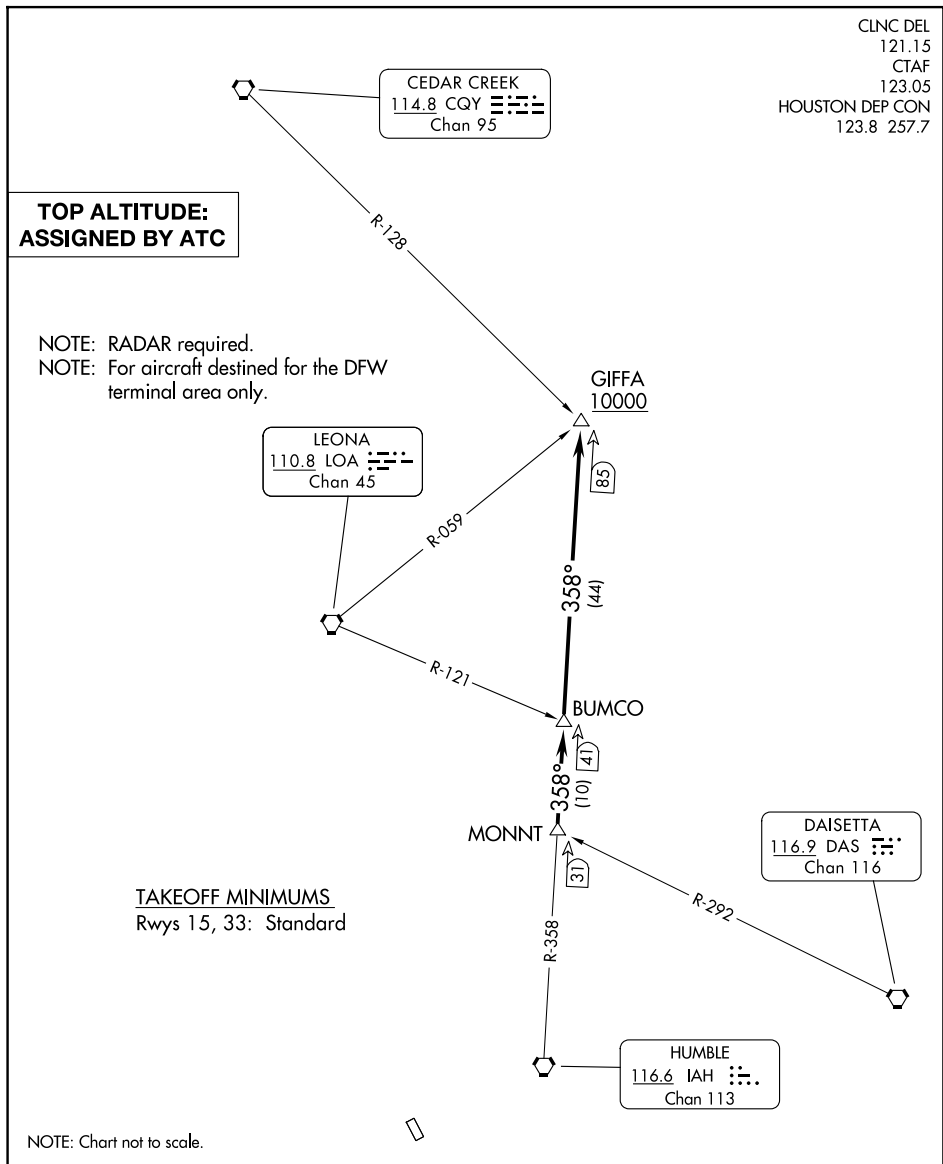 CLNC DEL
121.15
CTAF
123.05
HOUSTON DEP CON
123.8 257.7
CEDAR CREEK
114.8 CQY
Chan 95
TOP ALTITUDE:
ASSIGNED BY ATC
R-128
NOTE: RADAR required.
NOTE: For aircraft destined for the DFW
terminal area only.
GIFFA
10000
LEONA
110.8 LOA
Chan 45
85
R-059
358°
(44)
R-121
BUMCO
41
358°
(10)
MONNT
31
DAISETTA
116.9 DAS
Chan 116
R-292
TAKEOFF MINIMUMS
Rwys 15, 33: Standard
R-358
HUMBLE
116.6 IAH
Chan 113
NOTE: Chart not to scale.